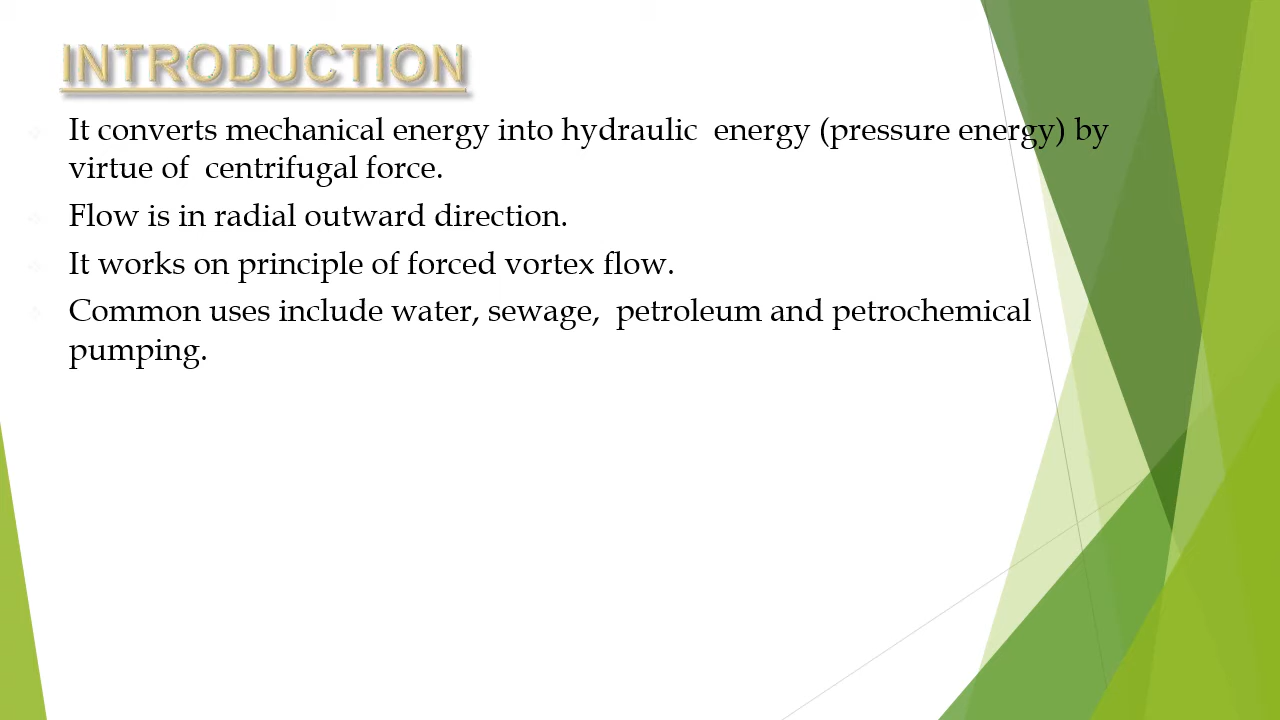 INTRODUCTION
It converts mechanical energy into hydraulic energy (pressure energy) by
virtue of centrifugal force.
Flow is in radial outward direction.
It works on principle of forced vortex flow.
Common uses include water, sewage, petroleum and petrochemical
pumping.